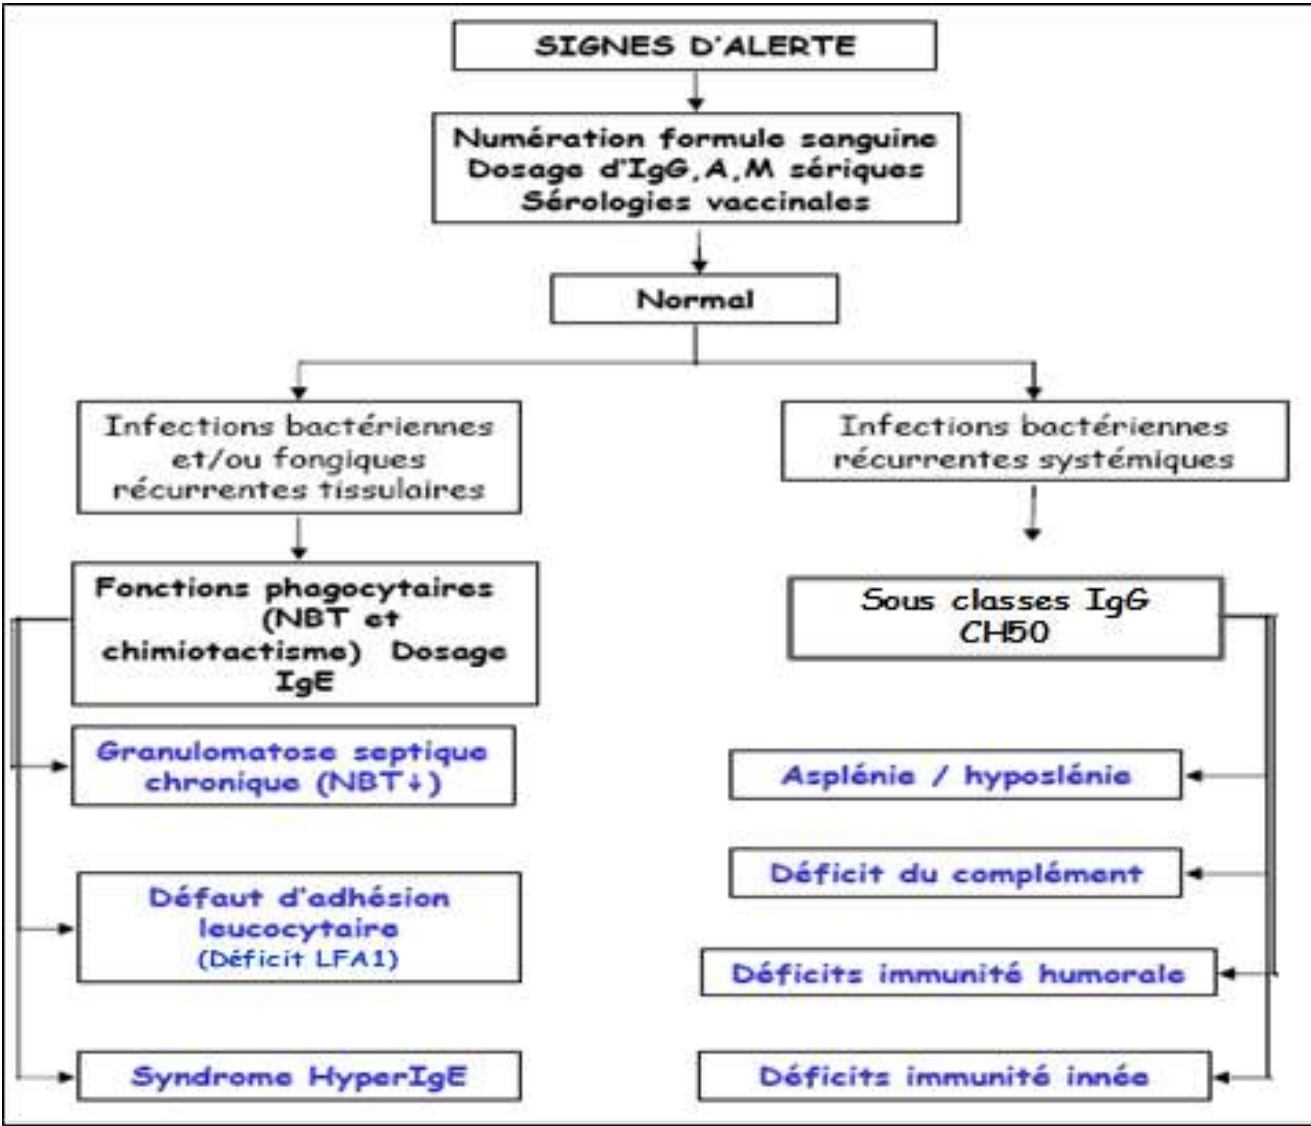 SIGNES D'ALERTE
Numération formule sanguine
Dosage d'IgG,A,M sériques
Sérologies vaccinales
Normal
Infections bactériennes
et/ou fongiques
récurrentes tissulaires
Infections bactériennes
récurrentes systémiques
Fonctions phagocytaires
(NBT et
chimiotactisme) Dosage
IgE
Sous classes IgG
CH50
Granulomatose septique
chronique (NBT↓)
Asplénie / hyposlénie
Défaut d'adhésion
leucocytaire
(Déficit LFA1)
Déficit du complément
Déficits immunité humorale
Syndrome HyperIgE
Déficits immunité innée